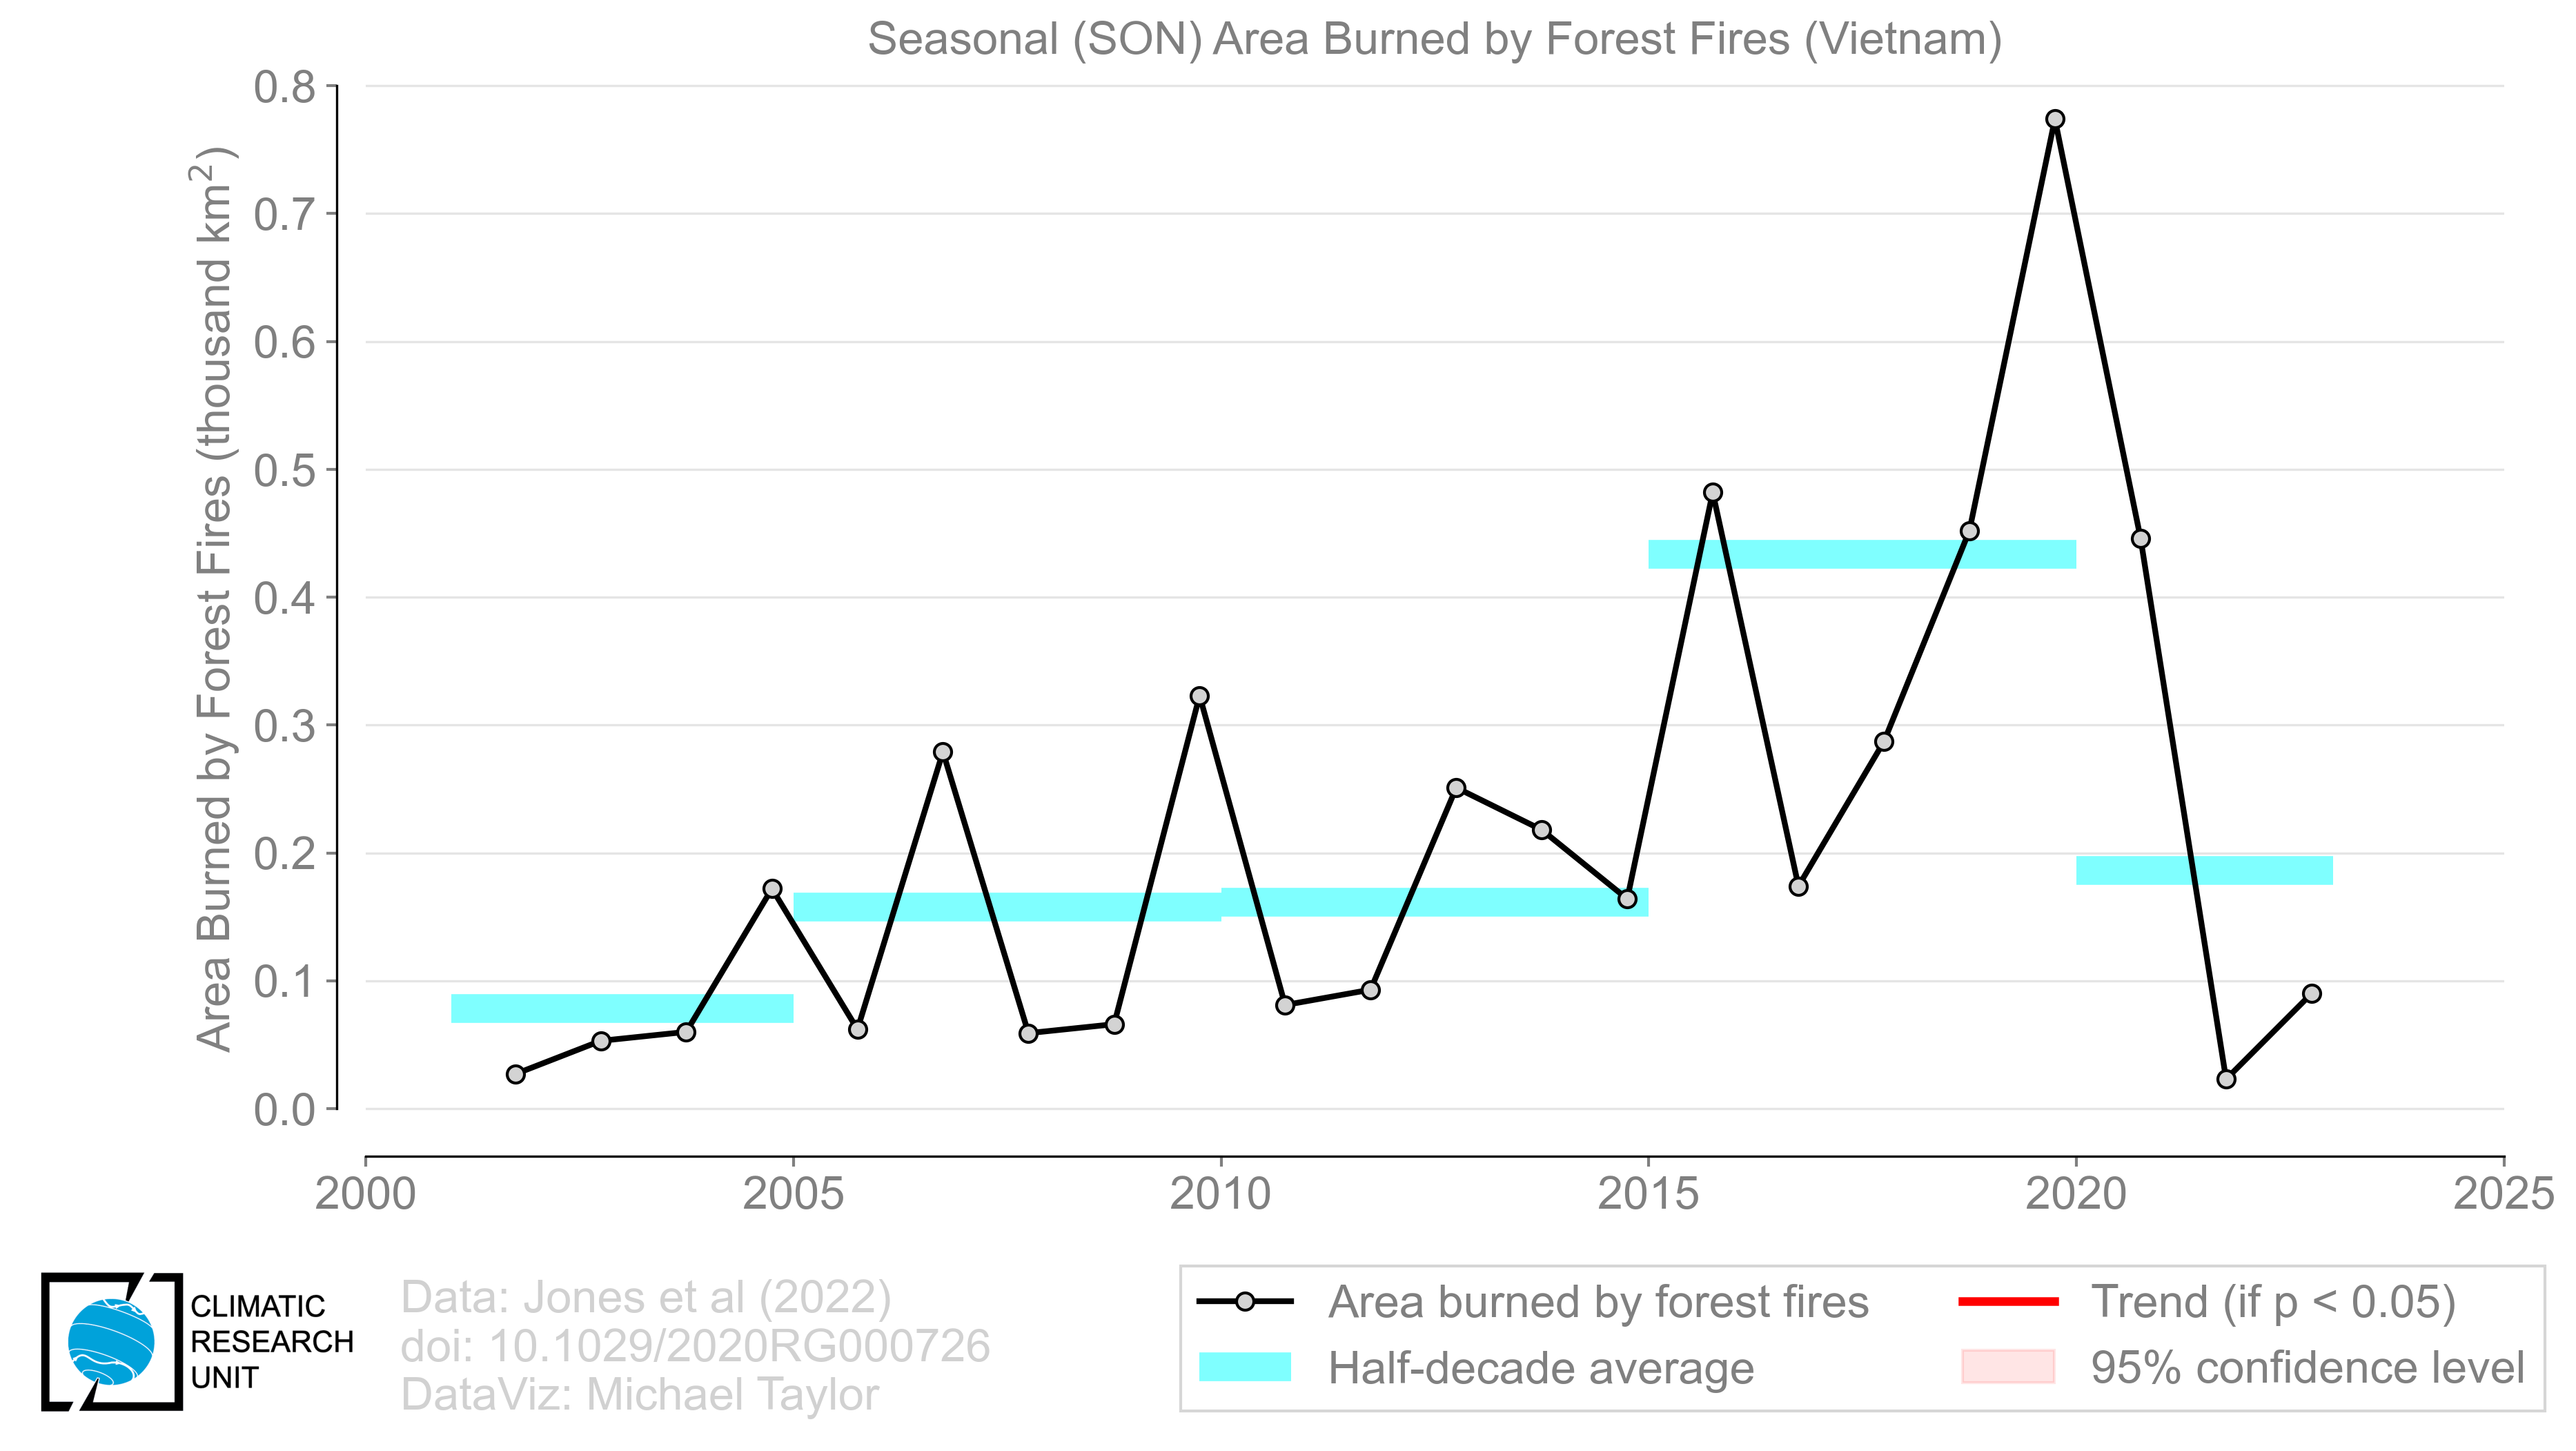 Seasonal (SON) Area Burned by Forest Fires (Vietnam)
Area Burned by Forest Fires (thousand km²)
0.8
0.7
0.6
0.5
0.4
0.3
0.2
0.1
0.0
2000
2005
2010
2015
2020
2025
CLIMATIC
RESEARCH
UNIT
Data: Jones et al (2022)
doi: 10.1029/2020RG000726
DataViz: Michael Taylor
Area burned by forest fires
Half-decade average
Trend (if p < 0.05)
95% confidence level